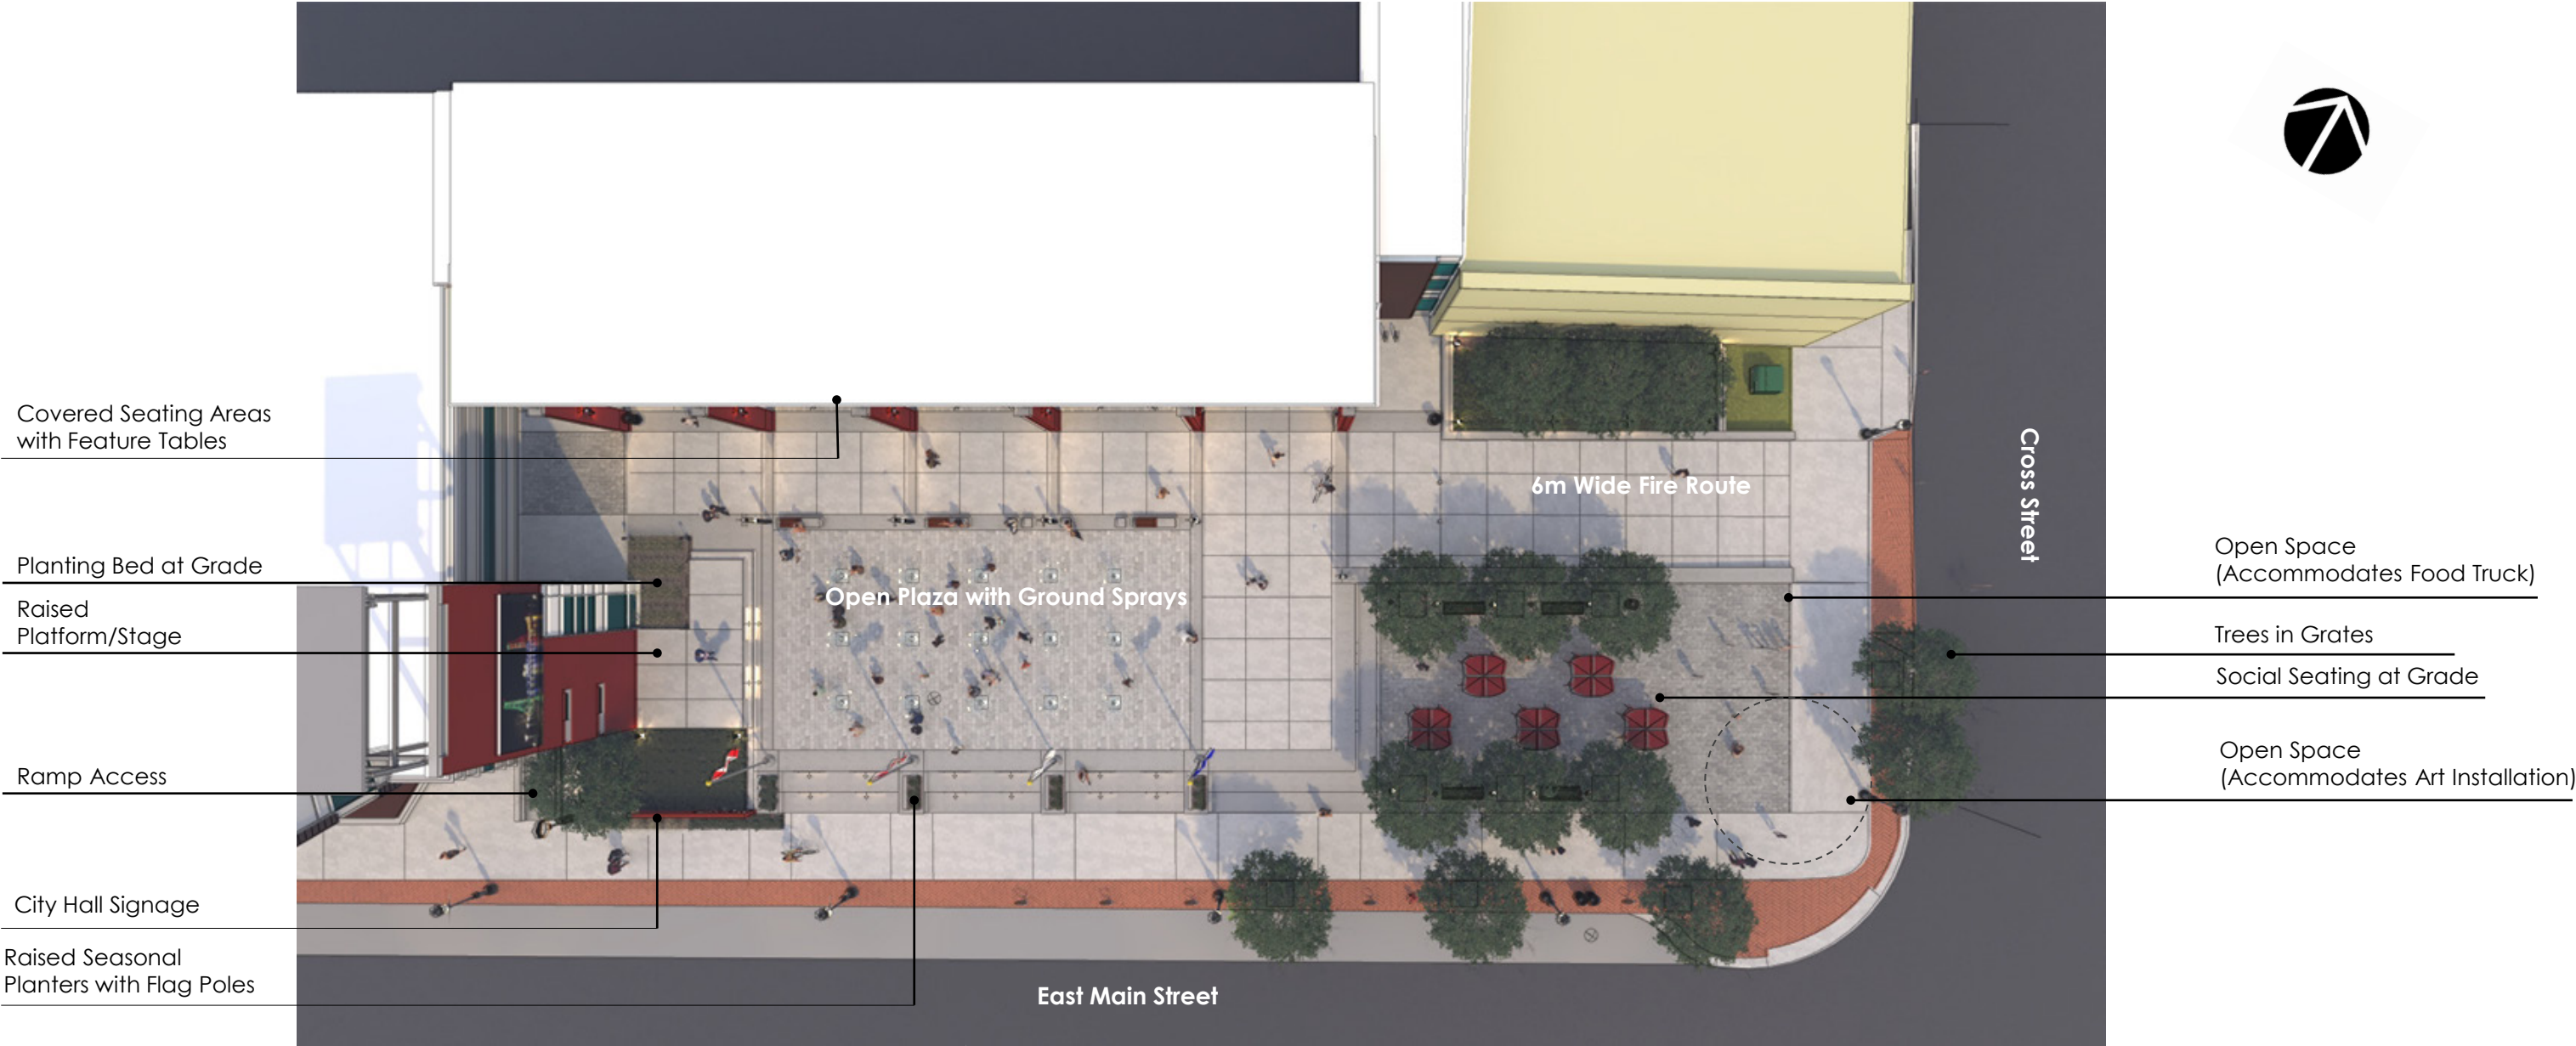 Covered Seating Areas
with Feature Tables
Planting Bed at Grade
Raised
Platform/Stage
Ramp Access
City Hall Signage
Raised Seasonal
Planters with Flag Poles
Open Plaza with Ground Sprays
6m Wide Fire Route
East Main Street
Cross Street
Open Space
(Accommodates Food Truck)
Trees in Grates
Social Seating at Grade
Open Space
(Accommodates Art Installation)